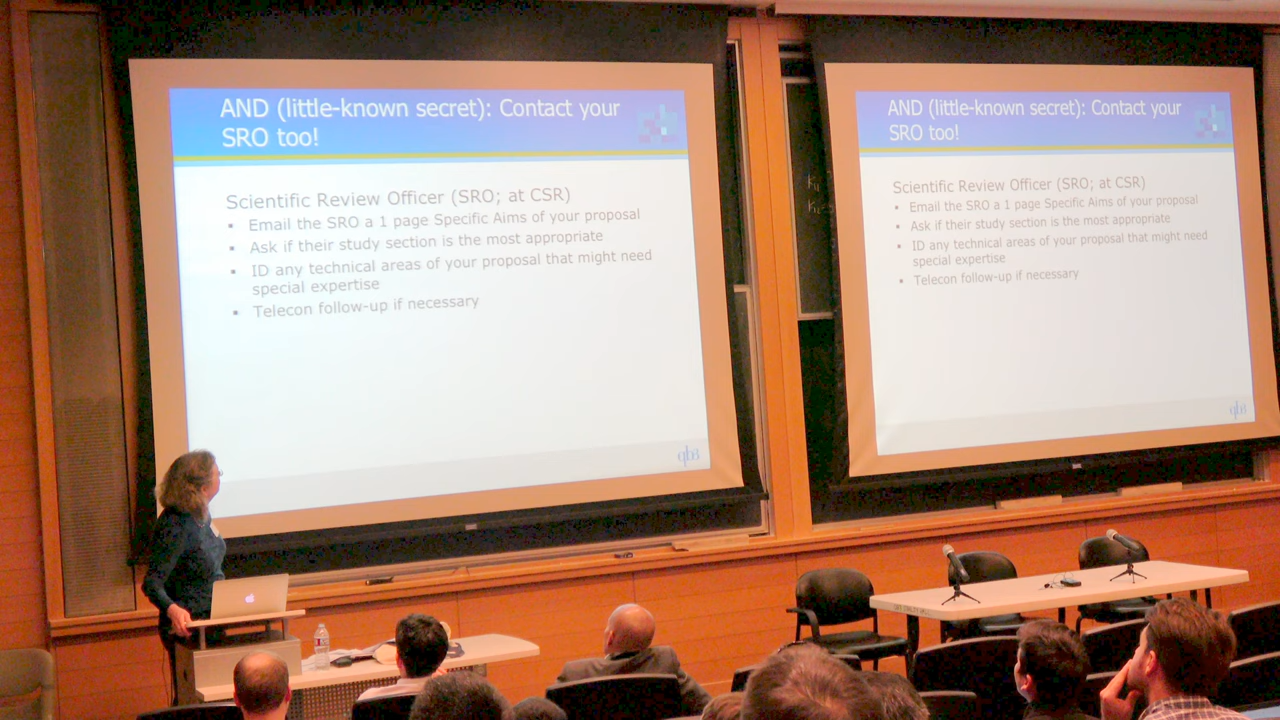 AND (little-known secret): Contact your
SRO too!
Scientific Review Officer (SRO; at CSR)
▪ Email the SRO a 1 page Specific Aims of your proposal
▪ Ask if their study section is the most appropriate
▪ ID any technical areas of your proposal that might need
special expertise
▪ Telecon follow-up if necessary
qb3
AND (little-known secret): Contact your
SRO too!
Scientific Review Officer (SRO; at CSR)
▪ Email the SRO a 1 page Specific Aims of your proposal
▪ Ask if their study section is the most appropriate
▪ ID any technical areas of your proposal that might need
special expertise
▪ Telecon follow-up if necessary
qb3